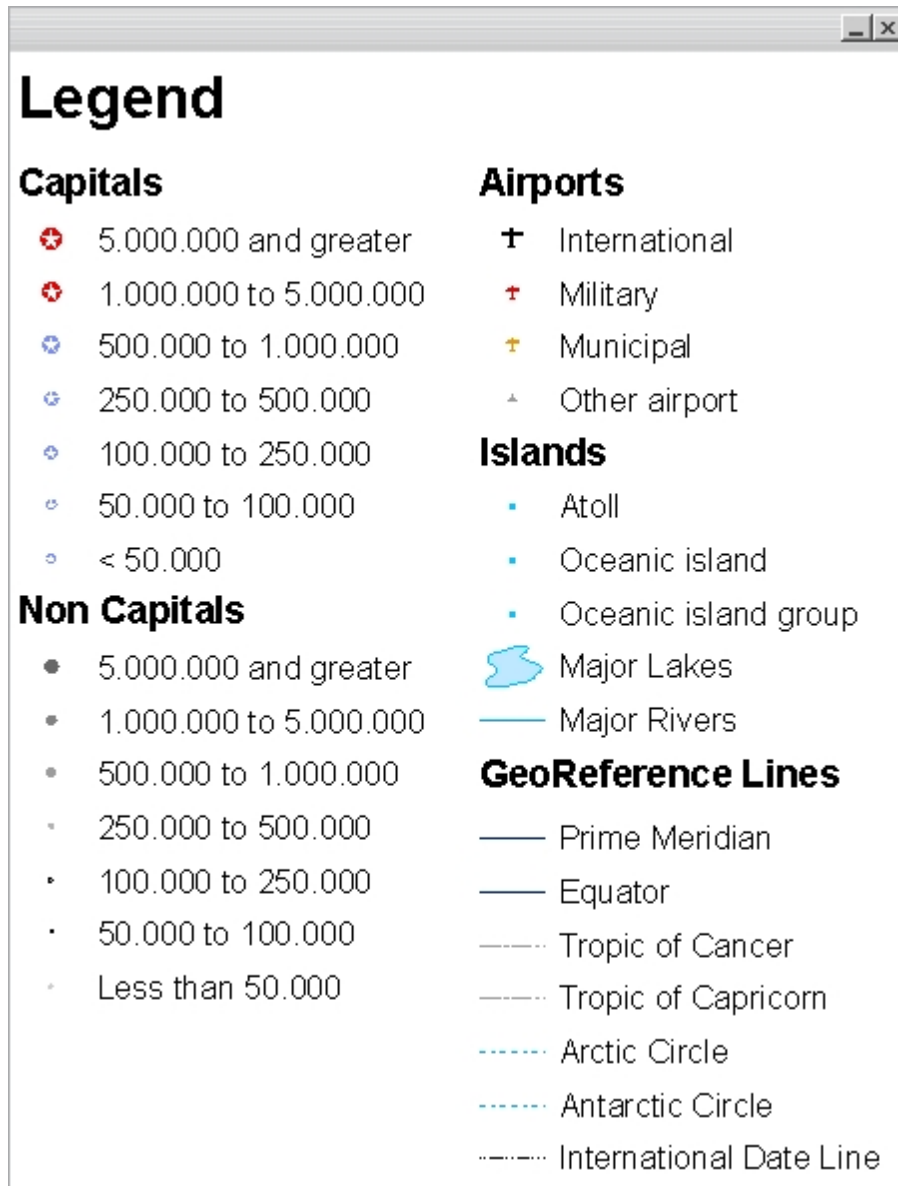 Legend
Capitals
5.000.000 and greater
1.000.000 to 5.000.000
500.000 to 1.000.000
250.000 to 500.000
100.000 to 250.000
50.000 to 100.000
< 50.000
Non Capitals
5.000.000 and greater
1.000.000 to 5.000.000
500.000 to 1.000.000
250.000 to 500.000
100.000 to 250.000
50.000 to 100.000
Less than 50.000
Airports
International
Military
Municipal
Other airport
Islands
Atoll
Oceanic island
Oceanic island group
Major Lakes
Major Rivers
GeoReference Lines
Prime Meridian
Equator
Tropic of Cancer
Tropic of Capricorn
Arctic Circle
Antarctic Circle
International Date Line